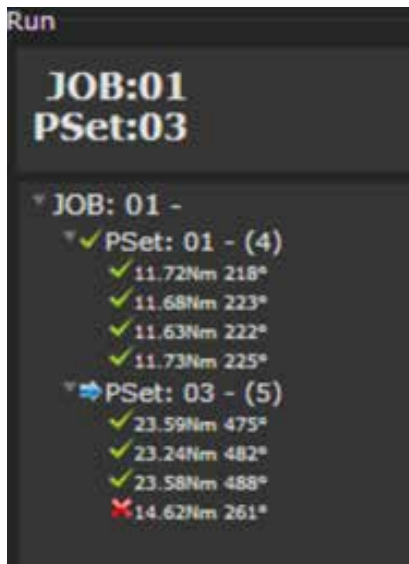 Run
JOB:01
PSet:03
JOB: 01 -
PSet: 01 - (4)
11.72Nm 218°
11.68Nm 223°
11.63Nm 222°
11.73Nm 225°
PSet: 03 - (5)
23.59Nm 475°
23.24Nm 482°
23.58Nm 488°
14.62Nm 261°